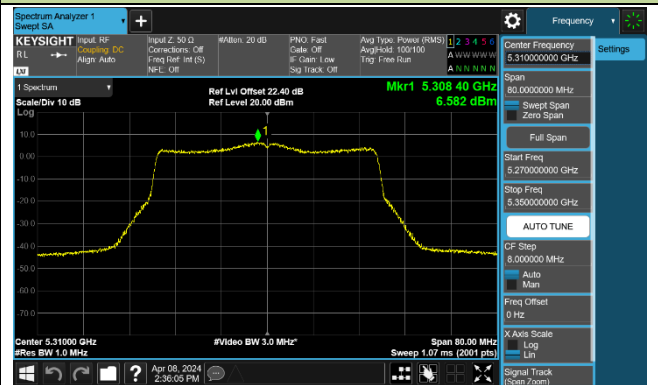 Spectrum Analyzer 1
Swept SA
Frequency
KEYSIGHT
RL
LXI
Input: RF
Coupling: DC
Align: Auto
Input Z: 50 Ω
Corrections: Off
Freq Ref: Int (S)
NFE: Off
#Atten: 20 dB
PNO: Fast
Gate: Off
IF Gain: Low
Sig Track: Off
Avg Type: Power (RMS)
Avg|Hold: 100/100
Trig: Free Run
1 2 3 4 5 6
A W W W W W
A N N N N N
1 Spectrum
Scale/Div 10 dB
Log
Ref Lvl Offset 22.40 dB
Ref Level 20.00 dBm
Mkr1 5.308 40 GHz
6.582 dBm
1
10.0
0.00
-10.0
-20.0
-30.0
-40.0
-50.0
-60.0
-70.0
Center 5.31000 GHz
#Res BW 1.0 MHz
#Video BW 3.0 MHz*
Span 80.00 MHz
Sweep 1.07 ms (2001 pts)
Apr 08, 2024
2:36:05 PM
Center Frequency
5.310000000 GHz
Settings
Span
80.0000000 MHz
Swept Span
Zero Span
Full Span
Start Freq
5.270000000 GHz
Stop Freq
5.350000000 GHz
AUTO TUNE
CF Step
8.000000 MHz
Auto
Man
Freq Offset
0 Hz
X Axis Scale
Log
Lin
Signal Track
(Span Zoom)